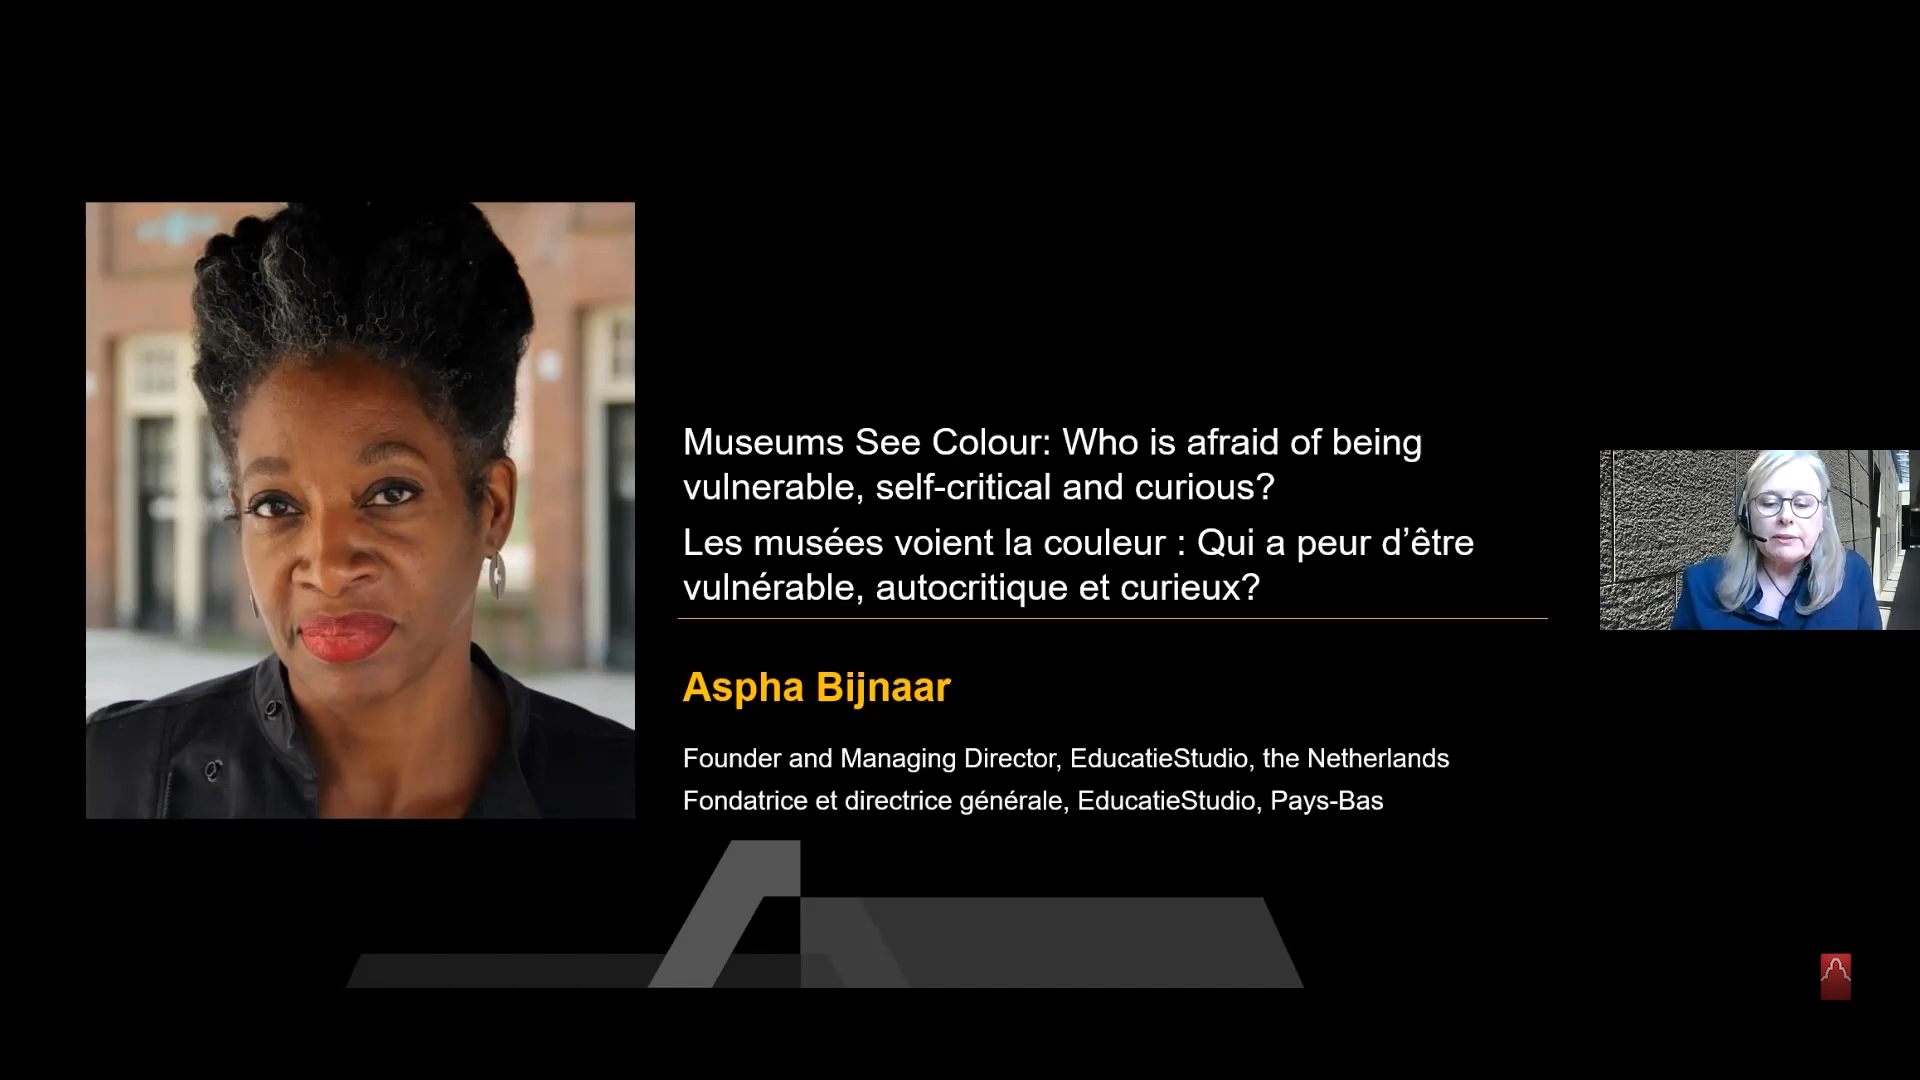 Museums See Colour: Who is afraid of being
vulnerable, self-critical and curious?
Les musées voient la couleur : Qui a peur d’être
vulnérable, autocritique et curieux?
Aspha Bijnaar
Founder and Managing Director, EducatieStudio, the Netherlands
Fondatrice et directrice générale, EducatieStudio, Pays-Bas